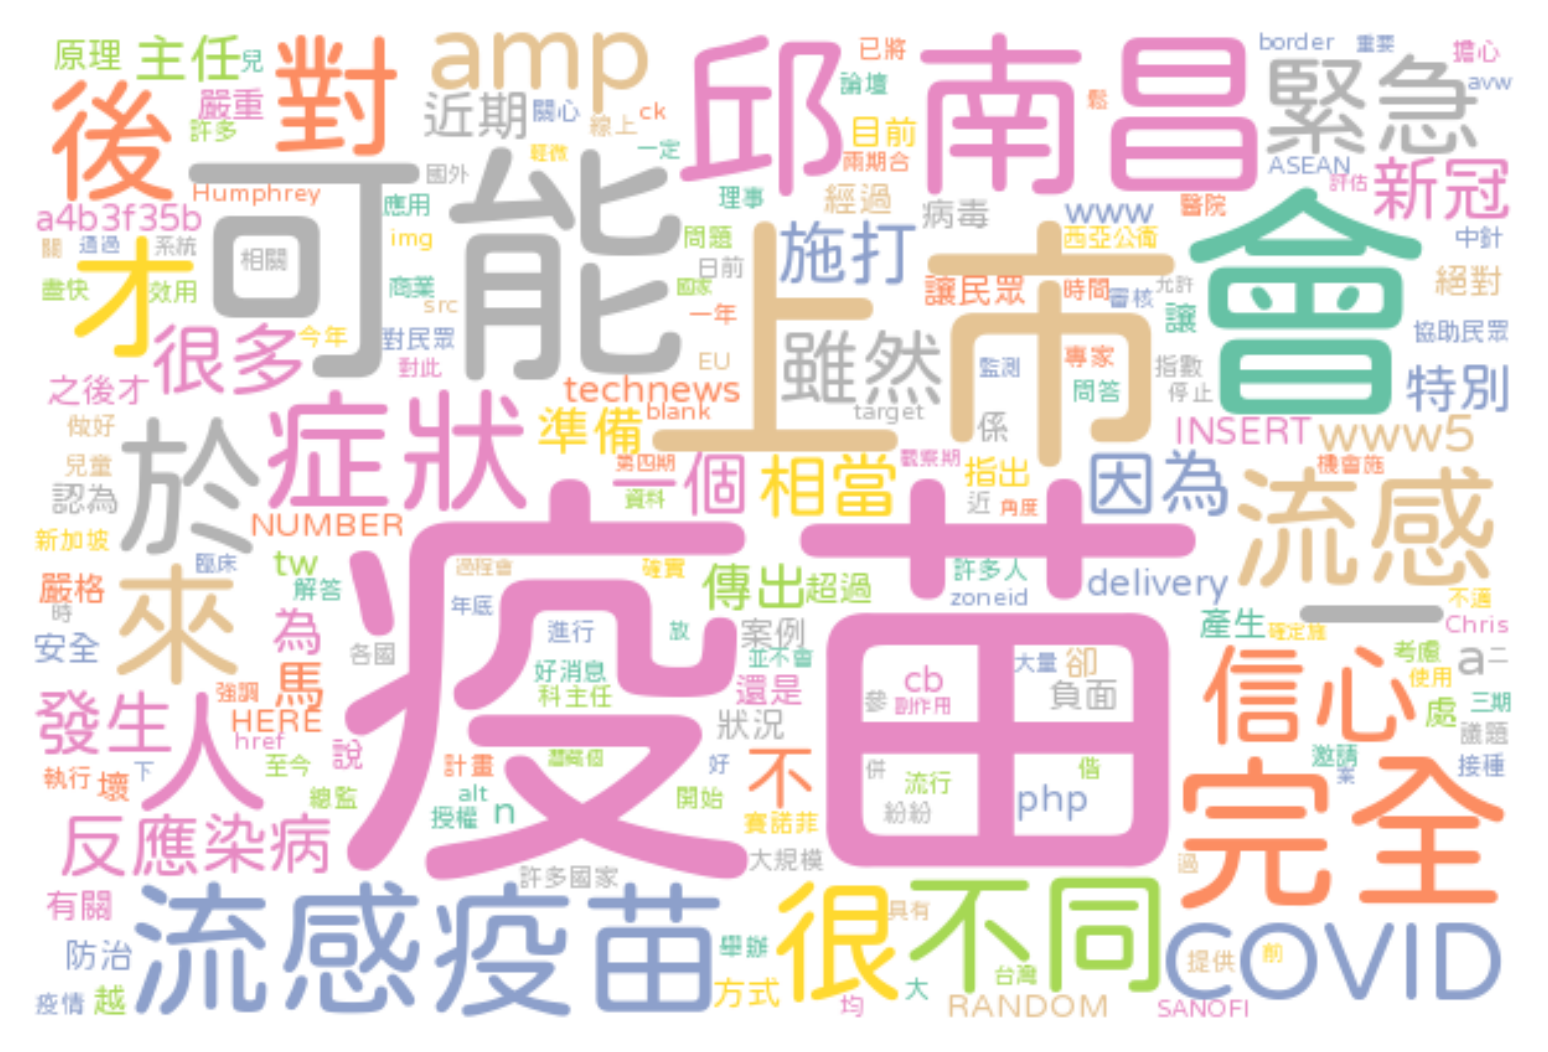 原理
主任
兒
對
amp
邱南昌
已將
border
重要
擔心
緊急
avw
後
嚴重
許多
近期
關心
線上
ck
論壇
鬆
目前
輕微
一定
兩期合
ASEAN
評估
新冠
可能
國外
Humphrey
a4b3f35b
應用
理事
經過
病毒
www
醫院
會
關
通過
系統
才
相關
img
問題
施打
上市
西亞公衛
中針
盡快
效用
商業
src
日前
國家
讓民眾
時間
審核
允許
絕對
很多
今年
對民眾
一年
雖然
讓
協助民眾
之後才
對此
EU
監測
專家
指數
technews
問答
停止
特別
做好
症狀
準備
blank
target
係
INSERT
www5
兒童
於
第四期
一個
相當
觀察期
指出
因為
機會施
流感
認為
資料
近
角度
NUMBER
新加坡
疫苗
臨床
tw
過程會
確實
傳出
超過
許多人
delivery
嚴格
來
解答
年底
zoneid
一
不適
時
為
進行
放
案例
產生
確定施
Chris
安全
各國
好消息
並不會
cb
大量
卻
信心
考慮
a
二
強調
馬
科主任
還是
參
副作用
負面
使用
三期
發生
人
HERE
href
狀況
處
議題
說
潛藏個
不
好
併
流行
偕
邀請
案
接種
執行
壞
下
至今
計畫
alt
n
開始
紛紛
php
完全
總監
授權
賽諾菲
反應
染病
大規模
過
許多國家
有關
流感疫苗
很
具有
不同
COVID
防治
舉辦
台灣
提供
前
疫情
越
方式
均
大
RANDOM
SANOFI